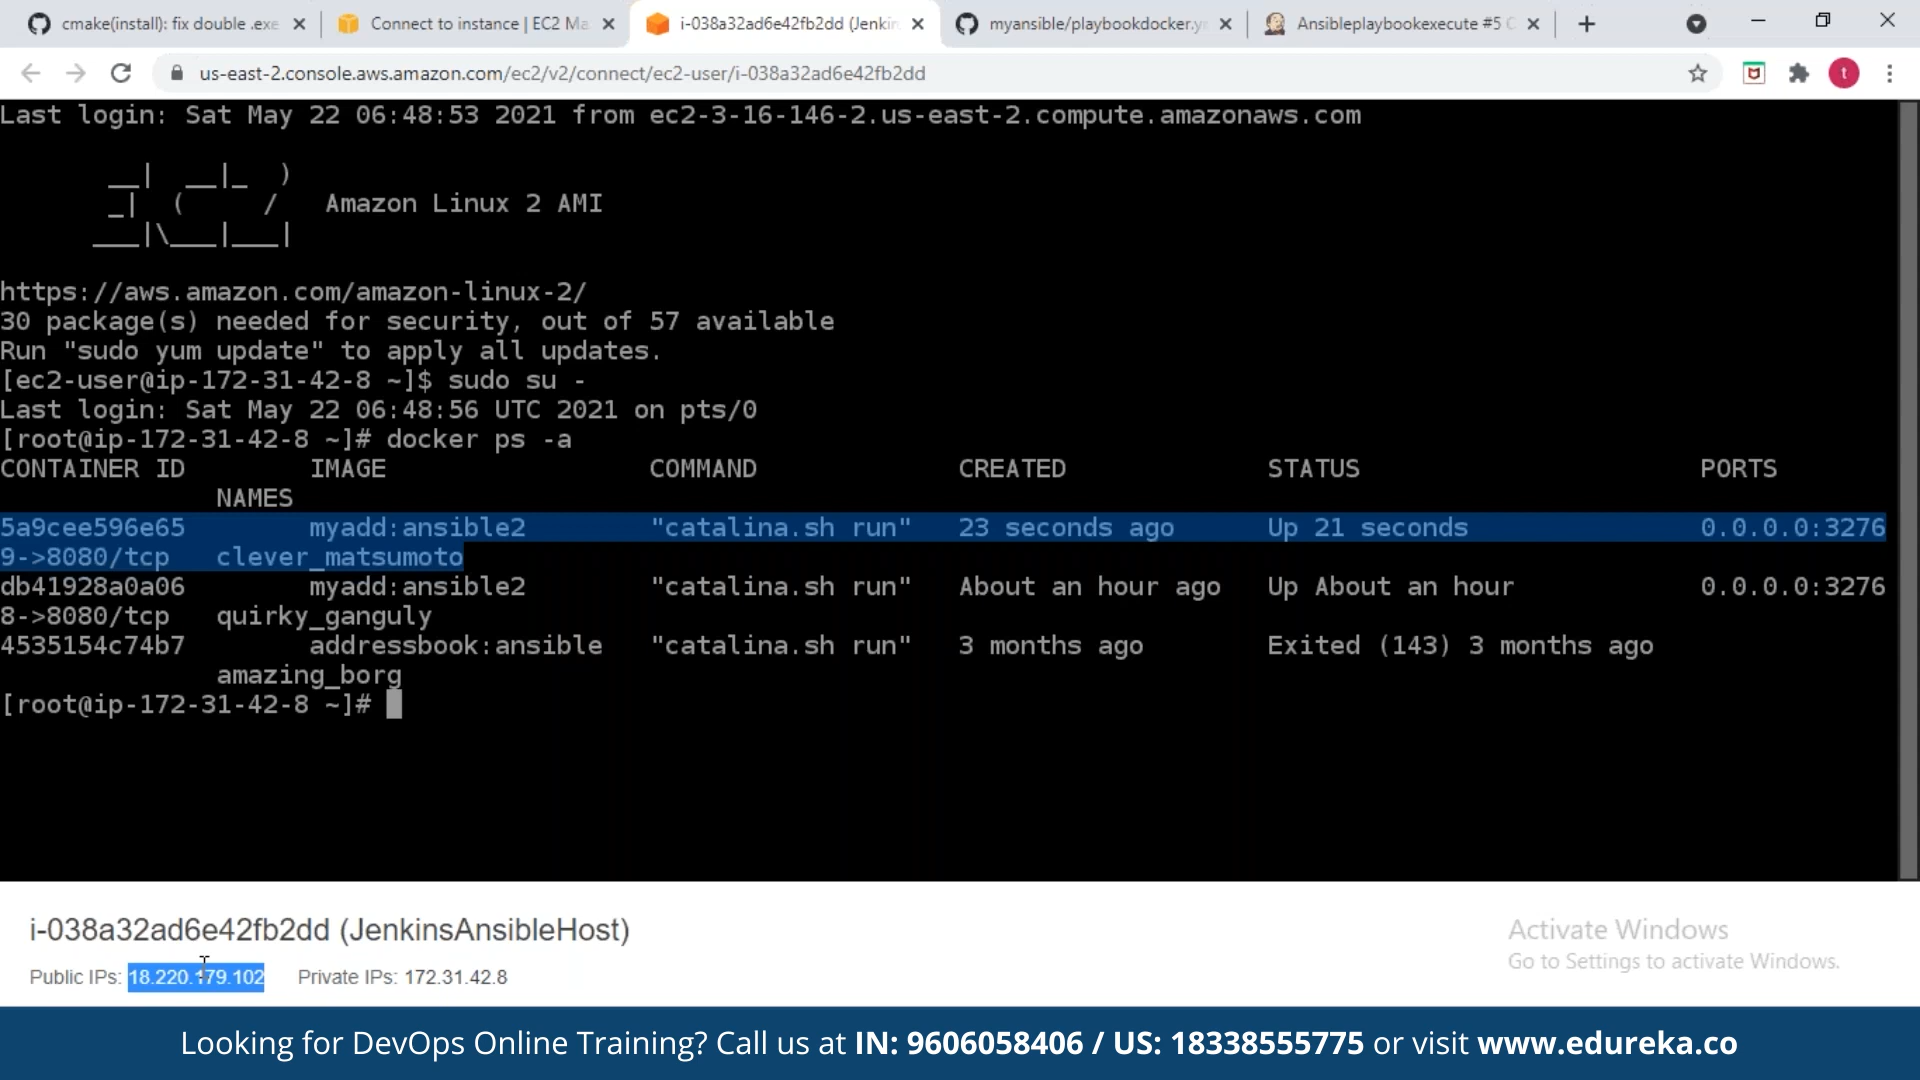 cmake(install): fix double .exe
Connect to instance | EC2 Ma
i-038a32ad6e42fb2dd (Jenkin
myansible/playbookdocker.y
Ansibleplaybookexecute #5 C
us-east-2.console.aws.amazon.com/ec2/v2/connect/ec2-user/i-038a32ad6e42fb2dd
t
Last login: Sat May 22 06:48:53 2021 from ec2-3-16-146-2.us-east-2.compute.amazonaws.com
__|  __|_  )
_|  (     /   Amazon Linux 2 AMI
___|\___|___|
https://aws.amazon.com/amazon-linux-2/
30 package(s) needed for security, out of 57 available
Run "sudo yum update" to apply all updates.
[ec2-user@ip-172-31-42-8 ~]$ sudo su -
Last login: Sat May 22 06:48:56 UTC 2021 on pts/0
[root@ip-172-31-42-8 ~]# docker ps -a
CONTAINER ID        IMAGE                 COMMAND             CREATED             STATUS                      PORTS
NAMES
5a9cee596e65        myadd:ansible2        "catalina.sh run"   23 seconds ago      Up 21 seconds               0.0.0.0:3276
9->8080/tcp   clever_matsumoto
db41928a0a06        myadd:ansible2        "catalina.sh run"   About an hour ago   Up About an hour            0.0.0.0:3276
8->8080/tcp   quirky_ganguly
4535154c74b7        addressbook:ansible   "catalina.sh run"   3 months ago        Exited (143) 3 months ago
amazing_borg
[root@ip-172-31-42-8 ~]#
i-038a32ad6e42fb2dd (JenkinsAnsibleHost)
Public IPs: 18.220.179.102 Private IPs: 172.31.42.8
Activate Windows
Go to Settings to activate Windows.
Looking for DevOps Online Training? Call us at IN: 9606058406 / US: 18338555775 or visit www.edureka.co